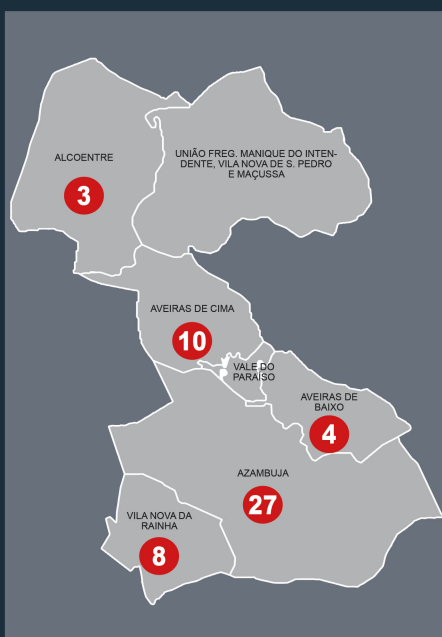 ALCOENTRE
3
UNIÃO FREG. MANIQUE DO INTEN-
DENTE, VILA NOVA DE S. PEDRO
E MAÇUSSA
AVEIRAS DE CIMA
10
VALE DO
PARAÍSO
AVEIRAS DE
BAIXO
4
AZAMBUJA
27
VILA NOVA DA
RAINHA
8